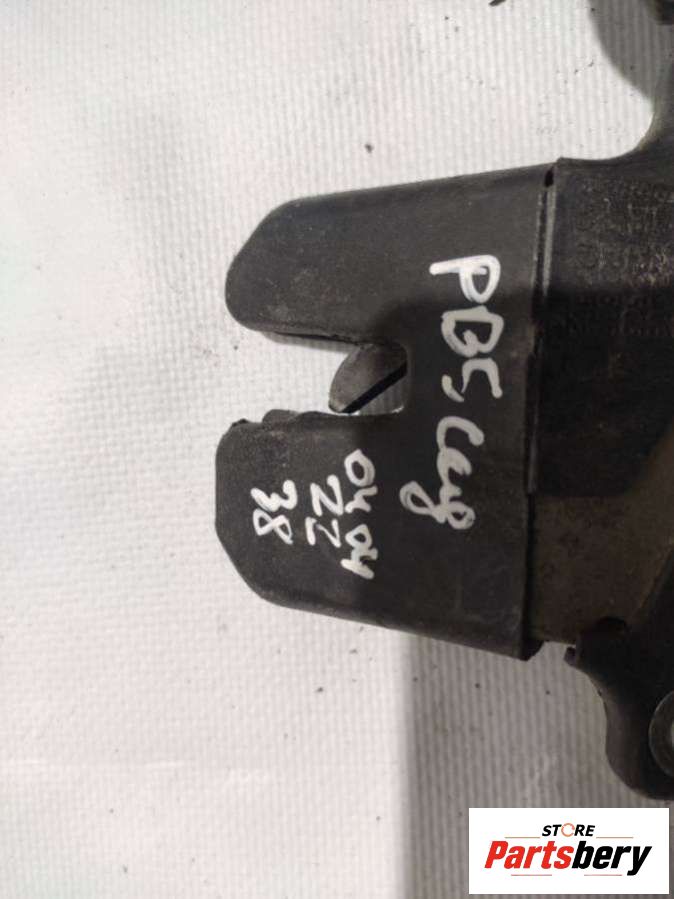 PB5 Сед
04 04
22
38
STORE
Partsbery